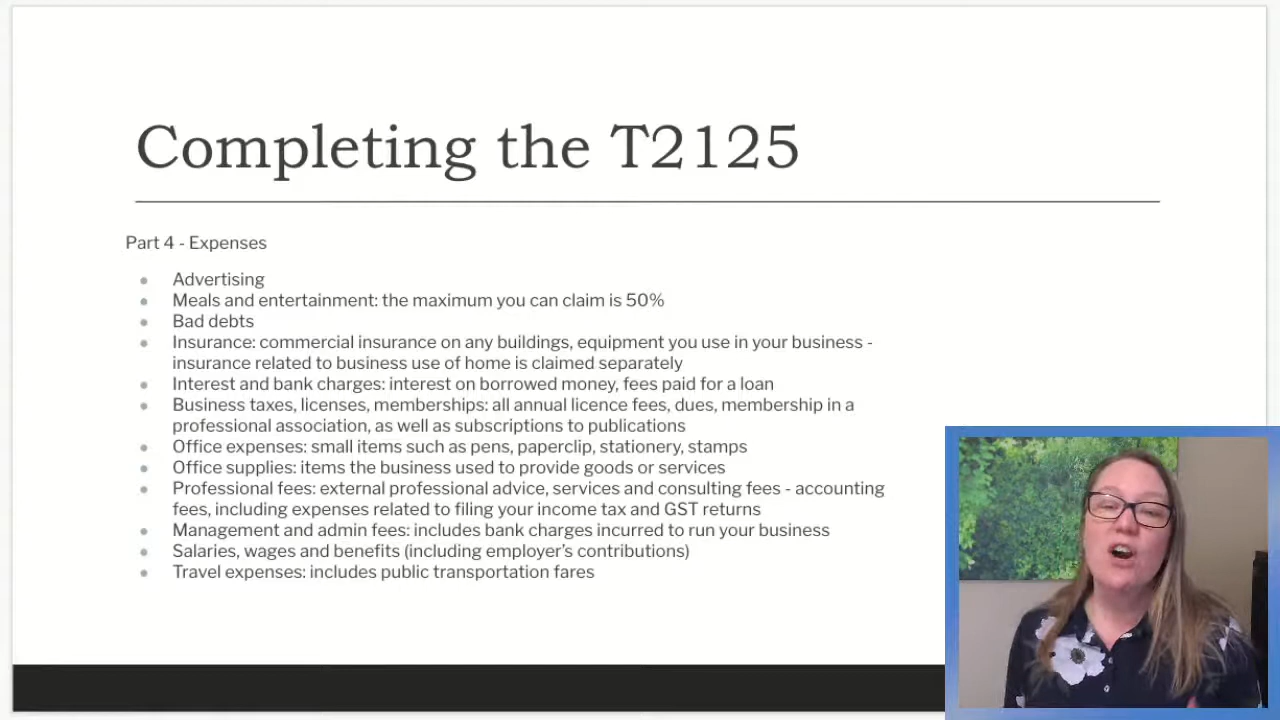 Completing the T2125
Part 4 - Expenses
Advertising
Meals and entertainment: the maximum you can claim is 50%
Bad debts
Insurance: commercial insurance on any buildings, equipment you use in your business -
insurance related to business use of home is claimed separately
Interest and bank charges: interest on borrowed money, fees paid for a loan
Business taxes, licenses, memberships: all annual licence fees, dues, membership in a
professional association, as well as subscriptions to publications
Office expenses: small items such as pens, paperclip, stationery, stamps
Office supplies: items the business used to provide goods or services
Professional fees: external professional advice, services and consulting fees - accounting
fees, including expenses related to filing your income tax and GST returns
Management and admin fees: includes bank charges incurred to run your business
Salaries, wages and benefits (including employer's contributions)
Travel expenses: includes public transportation fares